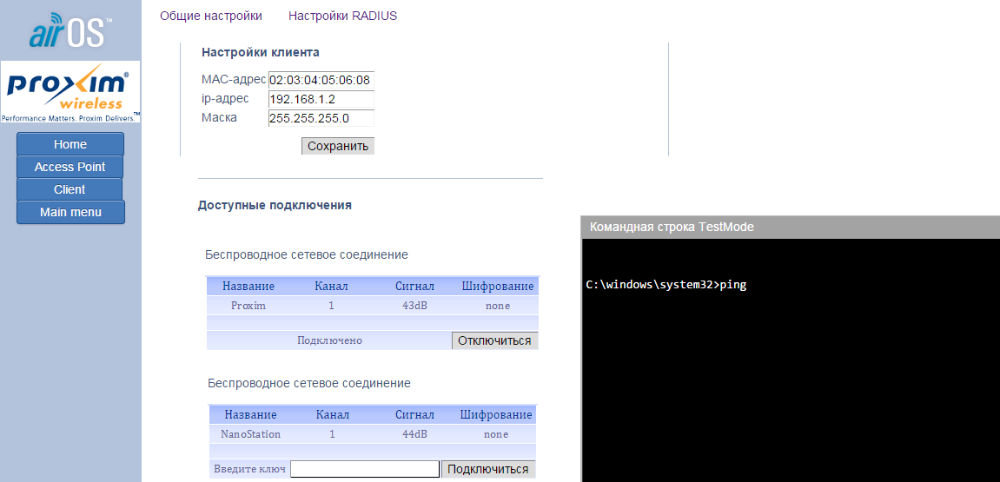 airOS™
Общие настройки Настройки RADIUS
proxim®
wireless
Performance Matters. Proxim Delivers.™
Home
Access Point
Client
Main menu
Настройки клиента
MAC-адрес 02:03:04:05:06:08
ip-адрес 192.168.1.2
Маска 255.255.255.0
Сохранить
Доступные подключения
Беспроводное сетевое соединение
Название Канал Сигнал Шифрование
Proxim 1 43dB none
Подключено Отключиться
Беспроводное сетевое соединение
Название Канал Сигнал Шифрование
NanoStation 1 44dB none
Введите ключ Подключиться
Командная строка TestMode
C:\windows\system32>ping